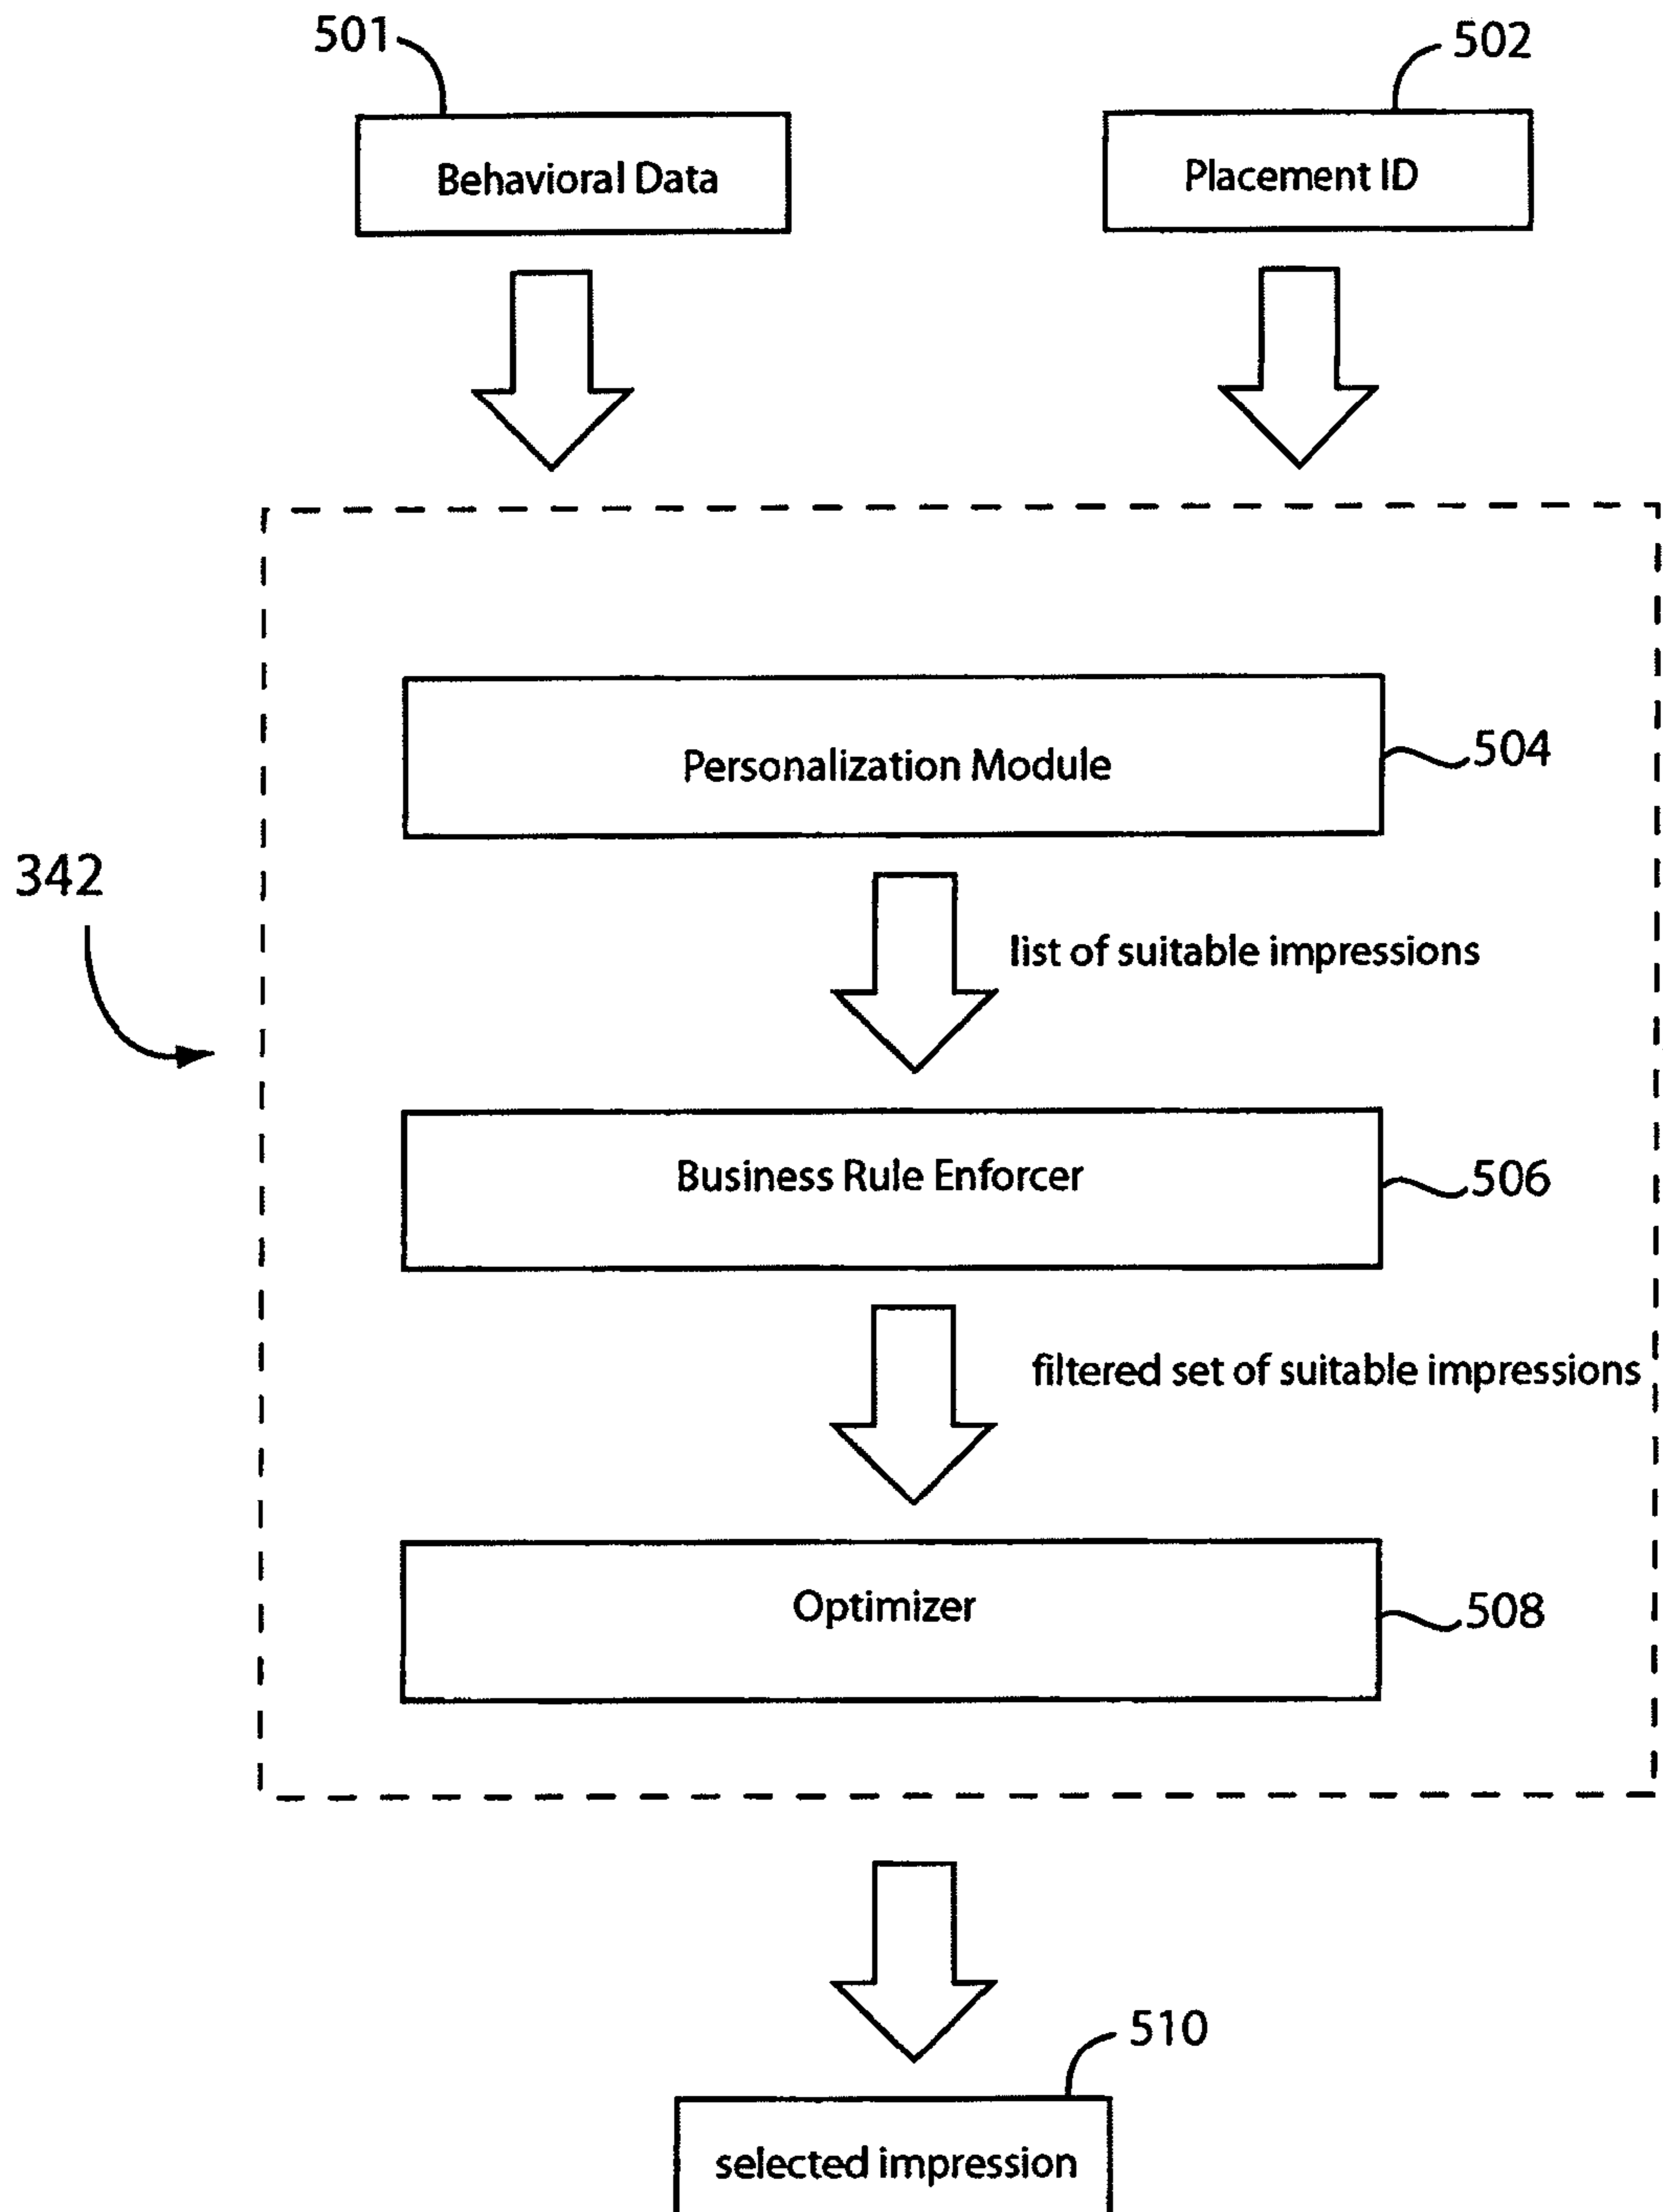 501
502
Behavioral Data
Placement ID
Personalization Module
504
342
list of suitable impressions
Business Rule Enforcer
506
filtered set of suitable impressions
Optimizer
508
510
selected impression